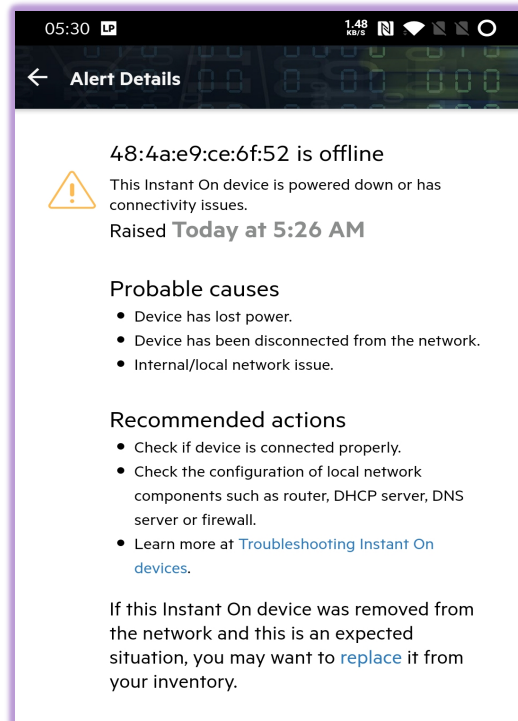 05:30 LP 1.48 KB/S
Alert Details
48:4a:e9:ce:6f:52 is offline
This Instant On device is powered down or has
connectivity issues.
Raised Today at 5:26 AM
Probable causes
• Device has lost power.
• Device has been disconnected from the network.
• Internal/local network issue.
Recommended actions
• Check if device is connected properly.
• Check the configuration of local network
components such as router, DHCP server, DNS
server or firewall.
• Learn more at Troubleshooting Instant On
devices.
If this Instant On device was removed from
the network and this is an expected
situation, you may want to replace it from
your inventory.